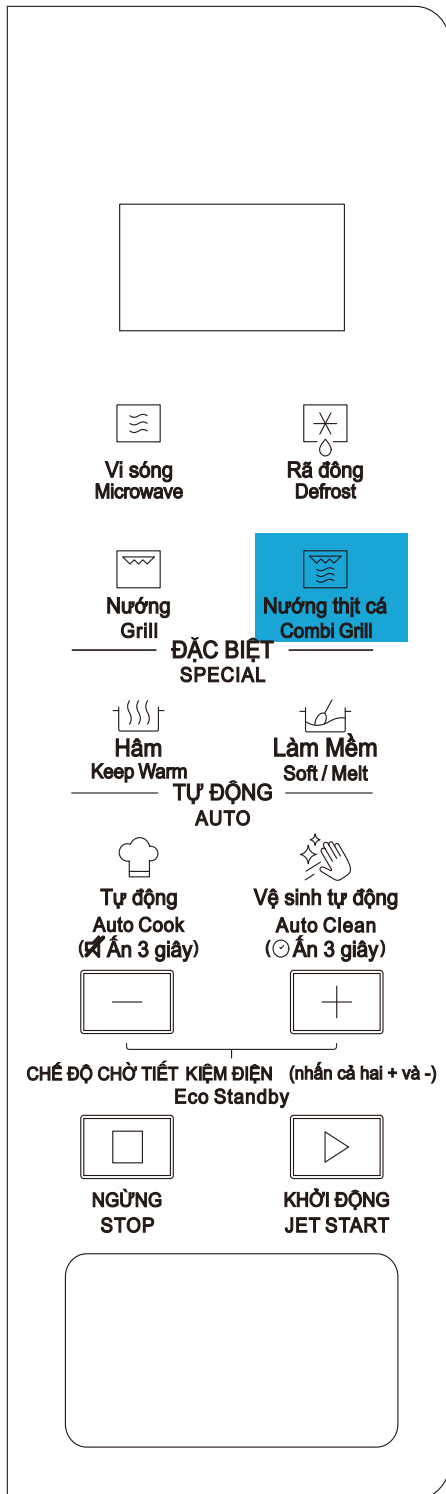 Vi sóng
Microwave
Rã đông
Defrost
Nướng
Grill
Nướng thịt cá
Combi Grill
ĐẶC BIỆT
SPECIAL
Hâm
Keep Warm
Làm Mềm
Soft / Melt
TỰ ĐỘNG
AUTO
Tự động
Auto Cook
(Ấn 3 giây)
Vệ sinh tự động
Auto Clean
(Ấn 3 giây)
CHẾ ĐỘ CHỜ TIẾT KIỆM ĐIỆN (nhấn cả hai + và -)
Eco Standby
NGỪNG
STOP
KHỞI ĐỘNG
JET START